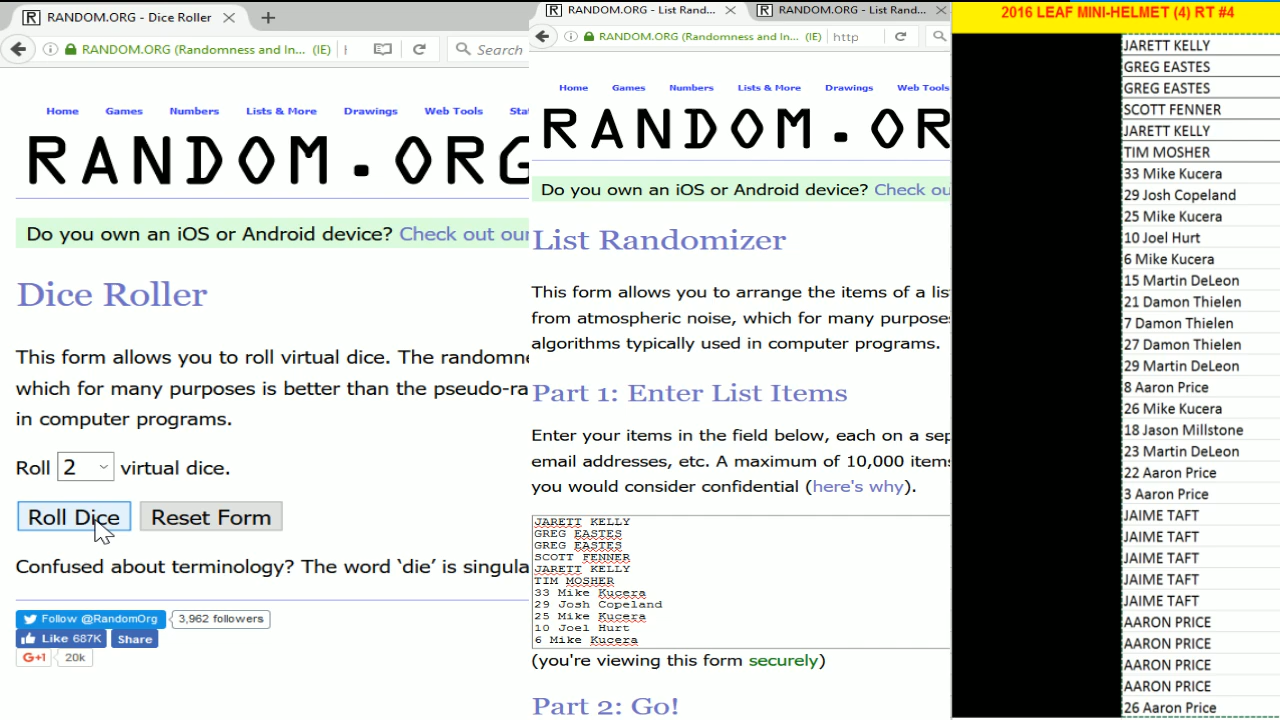 RANDOM.ORG - Dice Roller
RANDOM.ORG (Randomness and In... (IE)
Search
Home Games Numbers Lists & More Drawings Web Tools Sta
RANDOM.ORG
Do you own an iOS or Android device? Check out our
Dice Roller
This form allows you to roll virtual dice. The randomne
which for many purposes is better than the pseudo-ra
in computer programs.
Roll 2 virtual dice.
Roll Dice Reset Form
Confused about terminology? The word ‘die’ is singula
Follow @RandomOrg 3,962 followers
Like 687K Share
G+1 20k
RANDOM.ORG - List Rand... RANDOM.ORG - List Rand...
RANDOM.ORG (Randomness and In... (IE) http
Home Games Numbers Lists & More Drawings Web Tools
RANDOM.OR
Do you own an iOS or Android device? Check ou
List Randomizer
This form allows you to arrange the items of a lis
from atmospheric noise, which for many purposes
algorithms typically used in computer programs.
Part 1: Enter List Items
Enter your items in the field below, each on a sep
email addresses, etc. A maximum of 10,000 items
you would consider confidential (here's why).
JARETT KELLY
GREG EASTES
GREG EASTES
SCOTT FENNER
JARETT KELLY
TIM MOSHER
33 Mike Kucera
29 Josh Copeland
25 Mike Kucera
10 Joel Hurt
6 Mike Kucera
(you're viewing this form securely)
Part 2: Go!
2016 LEAF MINI-HELMET (4) RT #4
JARETT KELLY
GREG EASTES
GREG EASTES
SCOTT FENNER
JARETT KELLY
TIM MOSHER
33 Mike Kucera
29 Josh Copeland
25 Mike Kucera
10 Joel Hurt
6 Mike Kucera
15 Martin DeLeon
21 Damon Thielen
7 Damon Thielen
27 Damon Thielen
29 Martin DeLeon
8 Aaron Price
26 Mike Kucera
18 Jason Millstone
23 Martin DeLeon
22 Aaron Price
3 Aaron Price
JAIME TAFT
JAIME TAFT
JAIME TAFT
JAIME TAFT
JAIME TAFT
AARON PRICE
AARON PRICE
AARON PRICE
AARON PRICE
26 Aaron Price